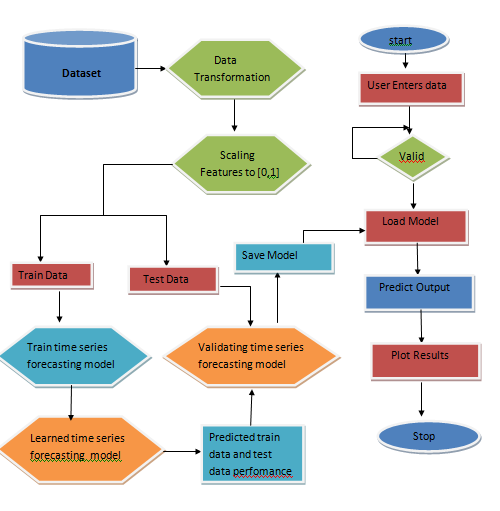 Dataset
Data
Transformation
Scaling
Features to [0,1]
Train Data
Test Data
Train time series
forecasting model
Learned time series
forecasting model
Predicted train
data and test
data perfomance
Validating time series
forecasting model
Save Model
start
User Enters data
Valid
Load Model
Predict Output
Plot Results
Stop